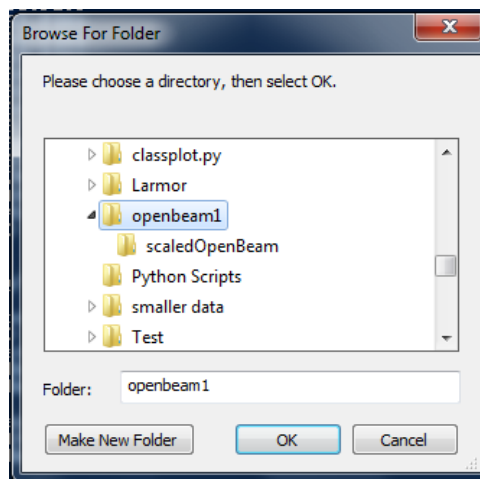 Browse For Folder
Please choose a directory, then select OK.
classplot.py
Larmor
openbeam1
scaledOpenBeam
Python Scripts
smaller data
Test
Folder: openbeam1
Make New Folder OK Cancel